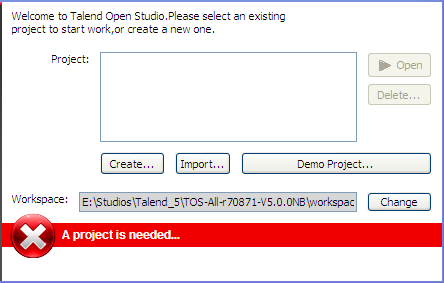 Welcome to Talend Open Studio.Please select an existing
project to start work,or create a new one.
Project:
Open
Delete...
Create...
Import...
Demo Project...
Workspace:
E:\Studios\Talend_5\TOS-All-r70871-V5.0.0NB\workspac
Change
A project is needed...